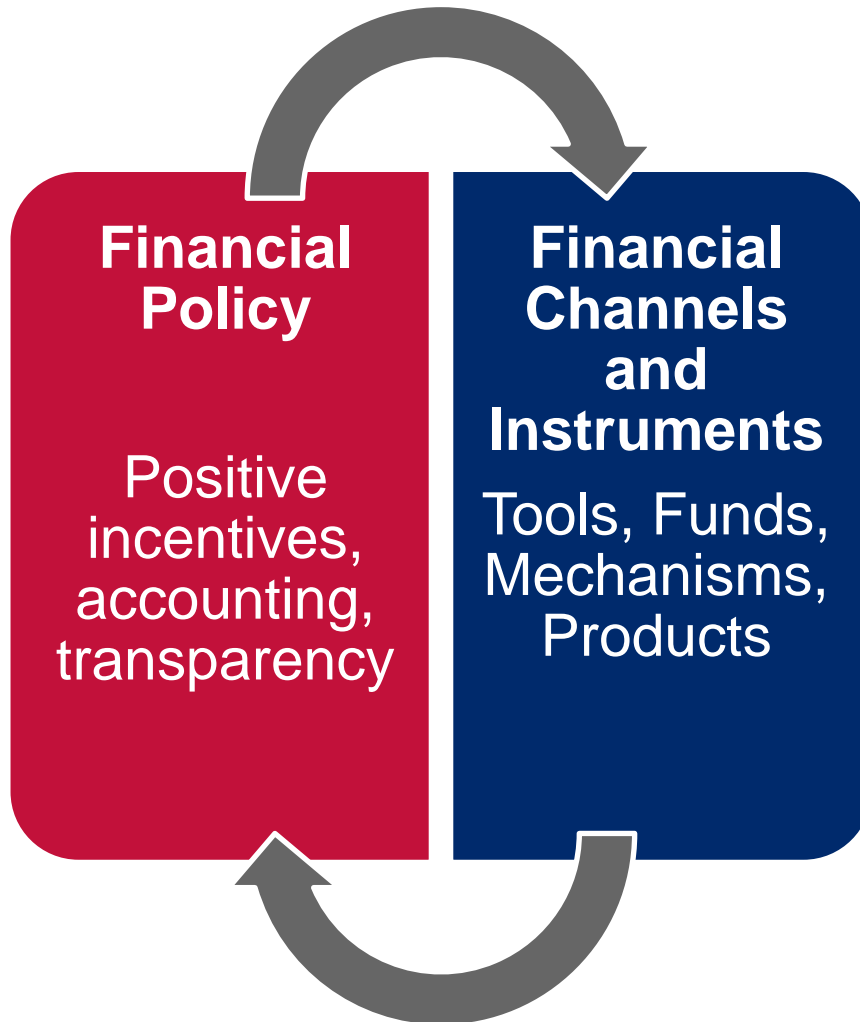 Financial
Policy
Positive
incentives,
accounting,
transparency
Financial
Channels
and
Instruments
Tools, Funds,
Mechanisms,
Products